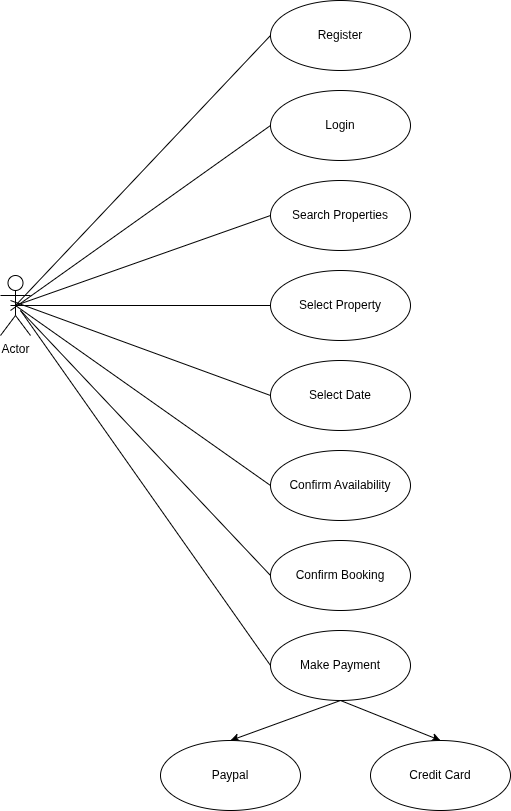 Register
Login
Search Properties
Select Property
Actor
Select Date
Confirm Availability
Confirm Booking
Make Payment
Paypal
Credit Card